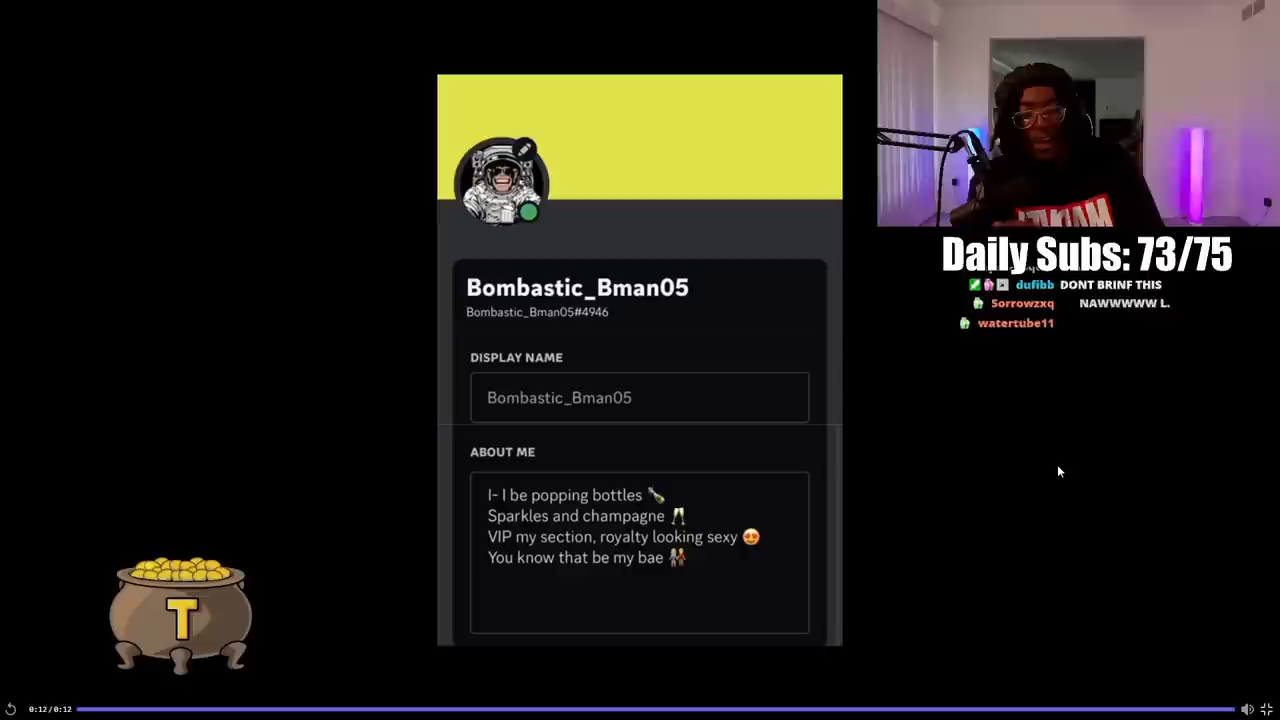 Bombastic_Bman05
Bombastic_Bman05#4946
DISPLAY NAME
Bombastic_Bman05
ABOUT ME
I- I be popping bottles 🍾
Sparkles and champagne 🥂
VIP my section, royalty looking sexy 😍
You know that be my bae 👫
Daily Subs: 73/75
dufibb DONT BRINF THIS
Sorrowzxq NAWWWWW L.
watertube11
T
0:12/0:12